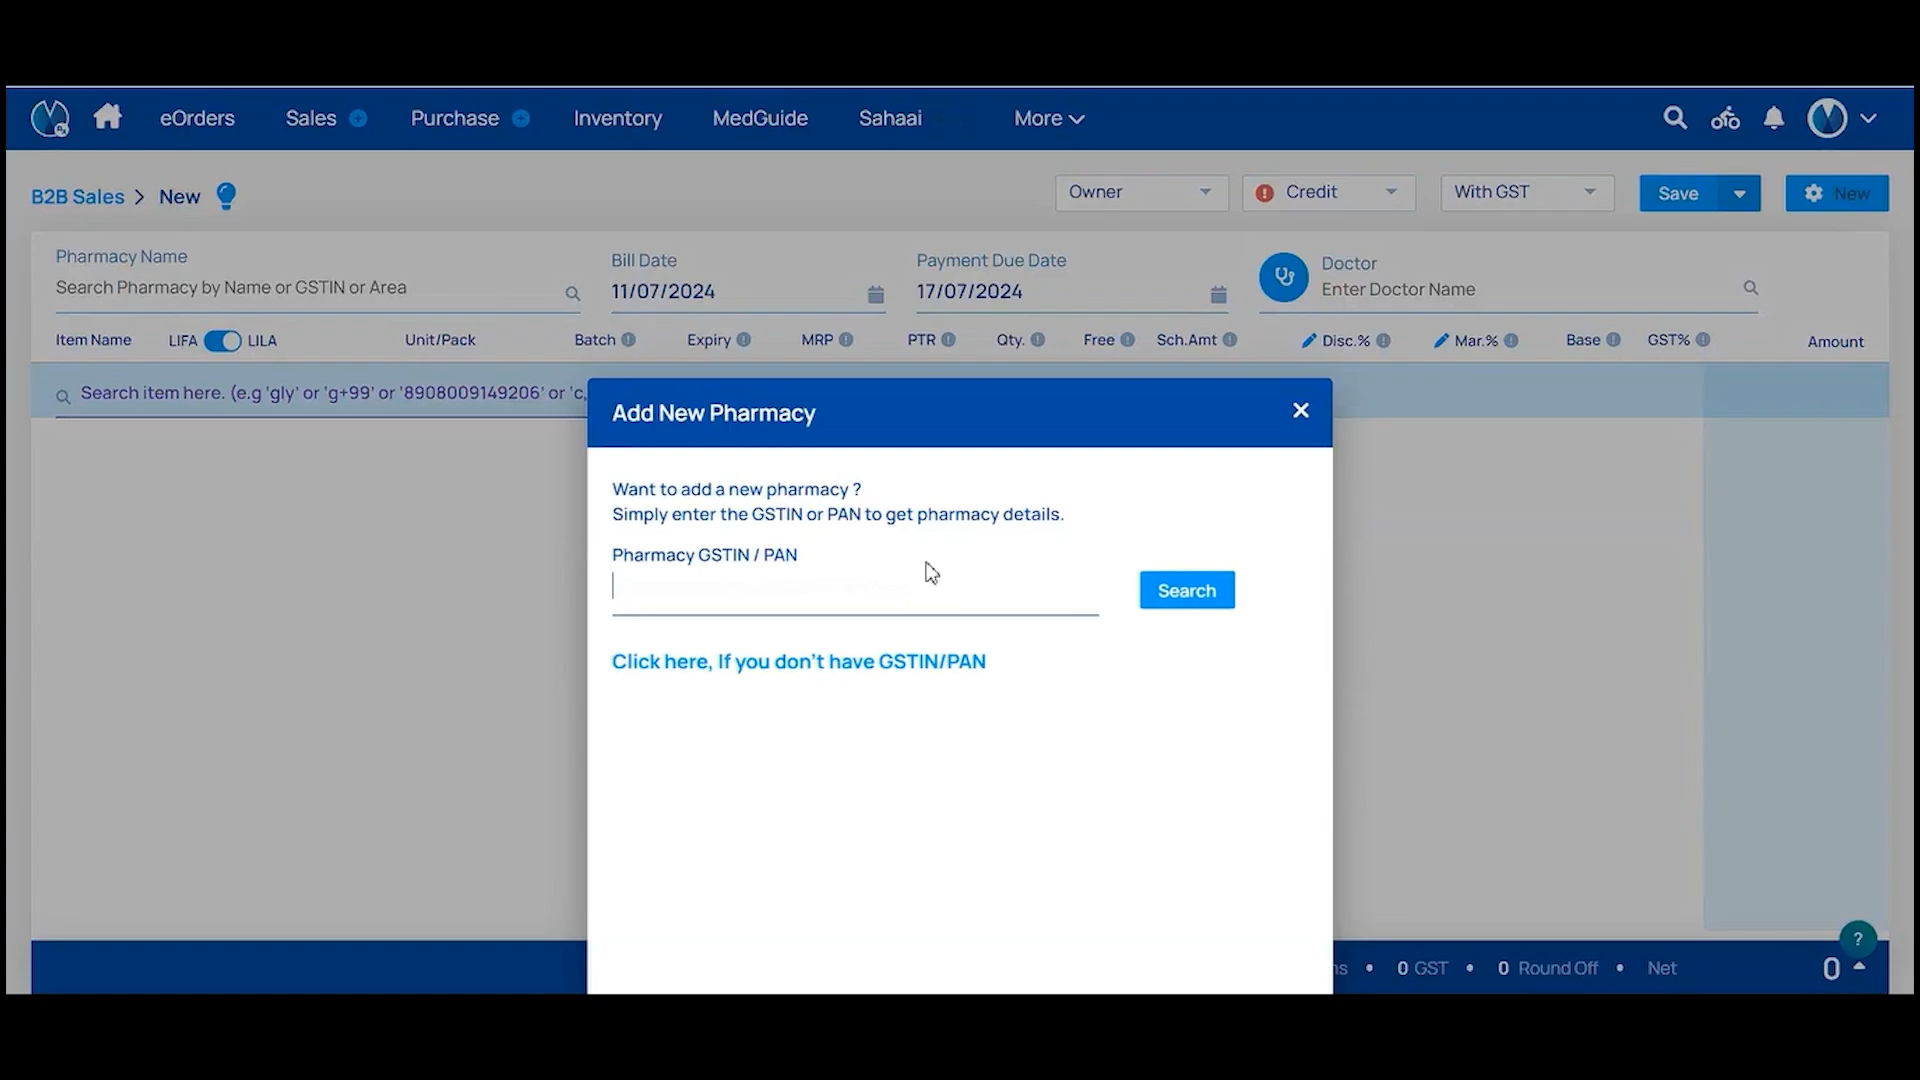 eOrders Sales Purchase Inventory MedGuide Sahaai More
B2B Sales > New Owner Credit With GST Save New
Pharmacy Name Bill Date Payment Due Date Doctor
Search Pharmacy by Name or GSTIN or Area 11/07/2024 17/07/2024 Enter Doctor Name
Item Name LIFA LILA Unit/Pack Batch Expiry MRP PTR Qty. Free Sch.Amt Disc.% Mar.% Base GST% Amount
Search item here. (e.g 'gly' or 'g+99' or '8908009149206' or 'c,
Add New Pharmacy
Want to add a new pharmacy ?
Simply enter the GSTIN or PAN to get pharmacy details.
Pharmacy GSTIN / PAN
Search
Click here, If you don't have GSTIN/PAN
• 0 GST • 0 Round Off • Net 0
?